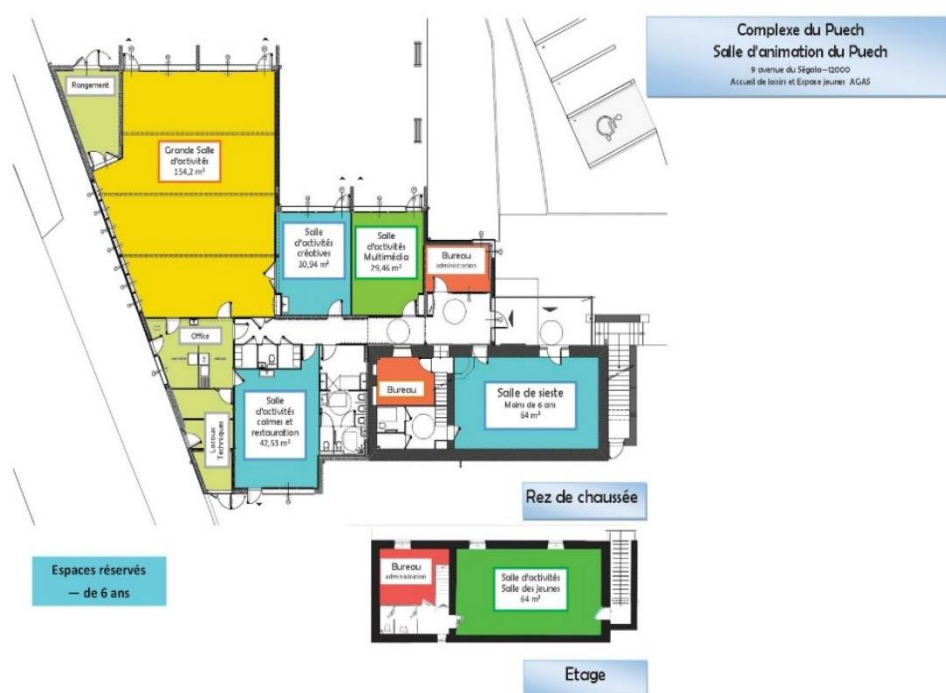 Complexe du Puech
Salle d'animation du Puech
9 avenue du Ségala—12000
Accueil de loisirs et Espace jeunes AGAS
Rangement
Grande Salle
d'activités
154,2 m²
Salle
d'activités
créatives
30,94 m²
Salle
d'activités
Multimédia
29,46 m²
Bureau
administration
Office
Bureau
Salle de sieste
Moins de 6 ans
64 m²
Salle
d'activités
calmes et
restauration
42,53 m²
Locaux
Techniques
Rez de chaussée
Espaces réservés
— de 6 ans
Bureau
administration
Salle d'activités
Salle des jeunes
64 m²
Etage